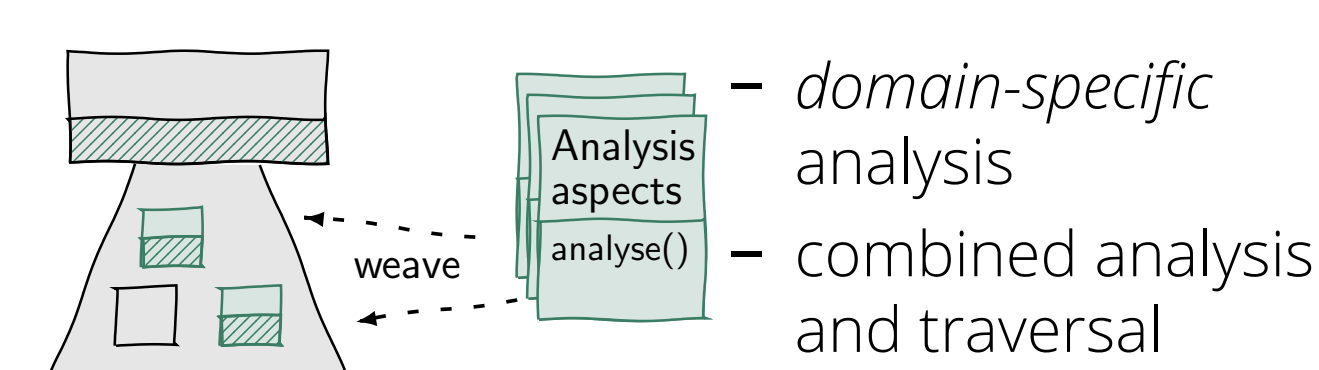 Analysis
aspects
analyse()
weave
– domain-specific
analysis
– combined analysis
and traversal